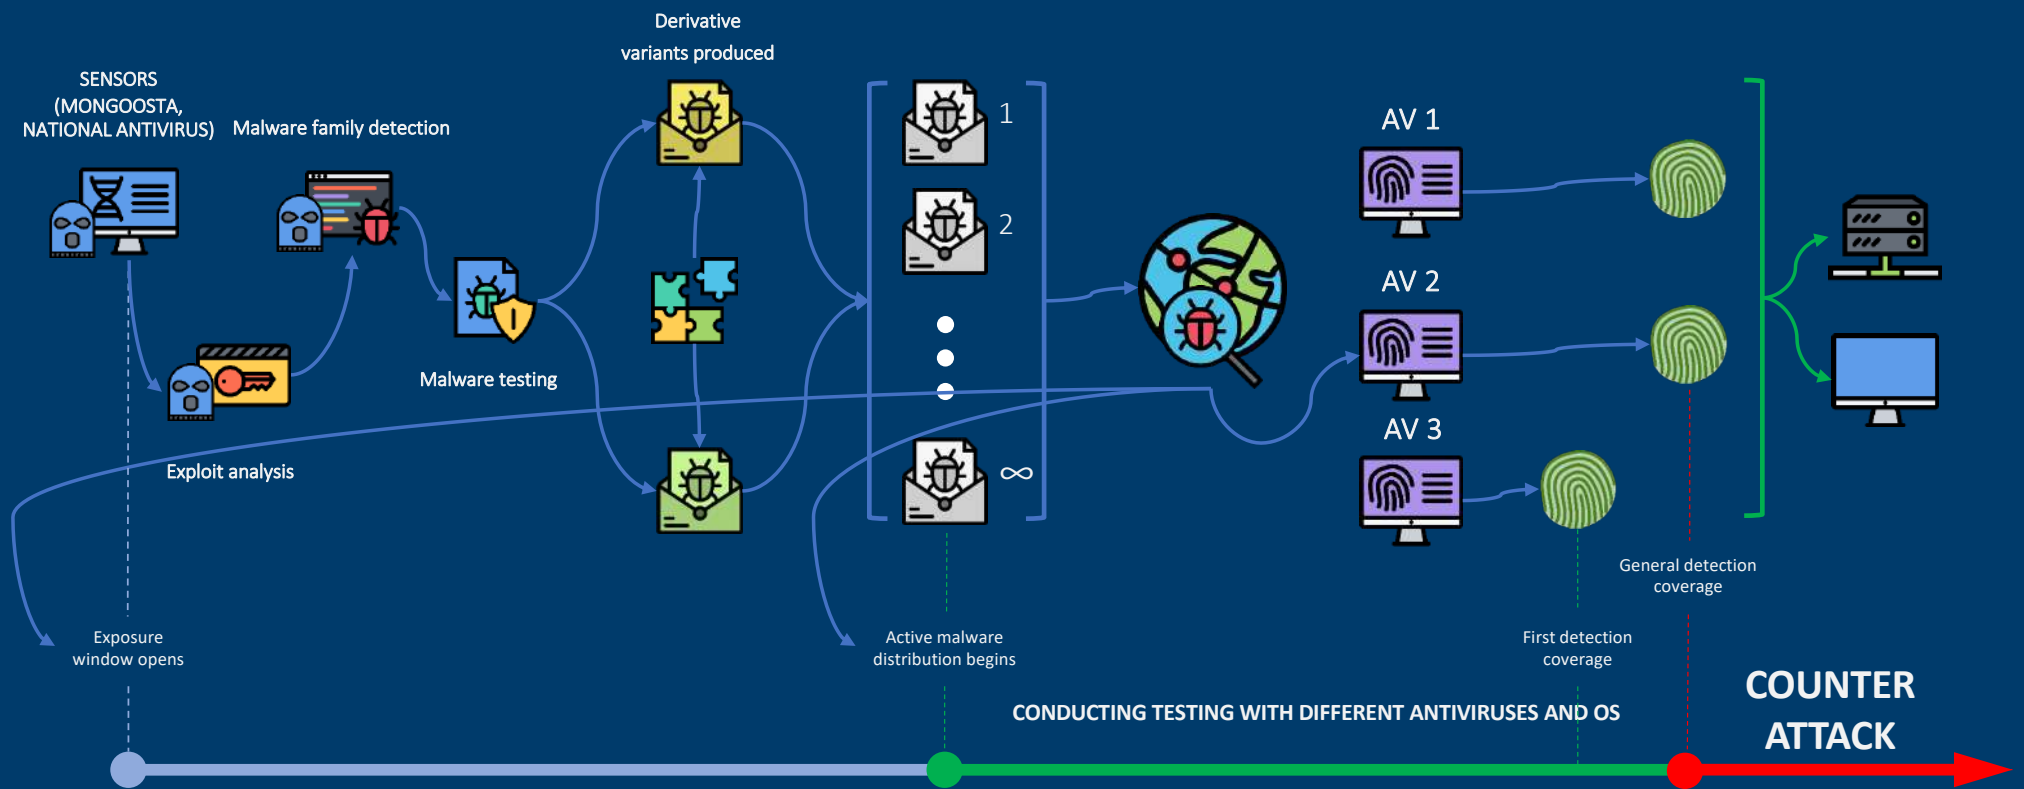 Derivative
variants produced
SENSORS
(MONGOOSTA,
NATIONAL ANTIVIRUS)
Malware family detection
1
2
∞
AV 1
AV 2
AV 3
Malware testing
Exploit analysis
General detection
coverage
Exposure
window opens
Active malware
distribution begins
First detection
coverage
CONDUCTING TESTING WITH DIFFERENT ANTIVIRUSES AND OS
COUNTER
ATTACK